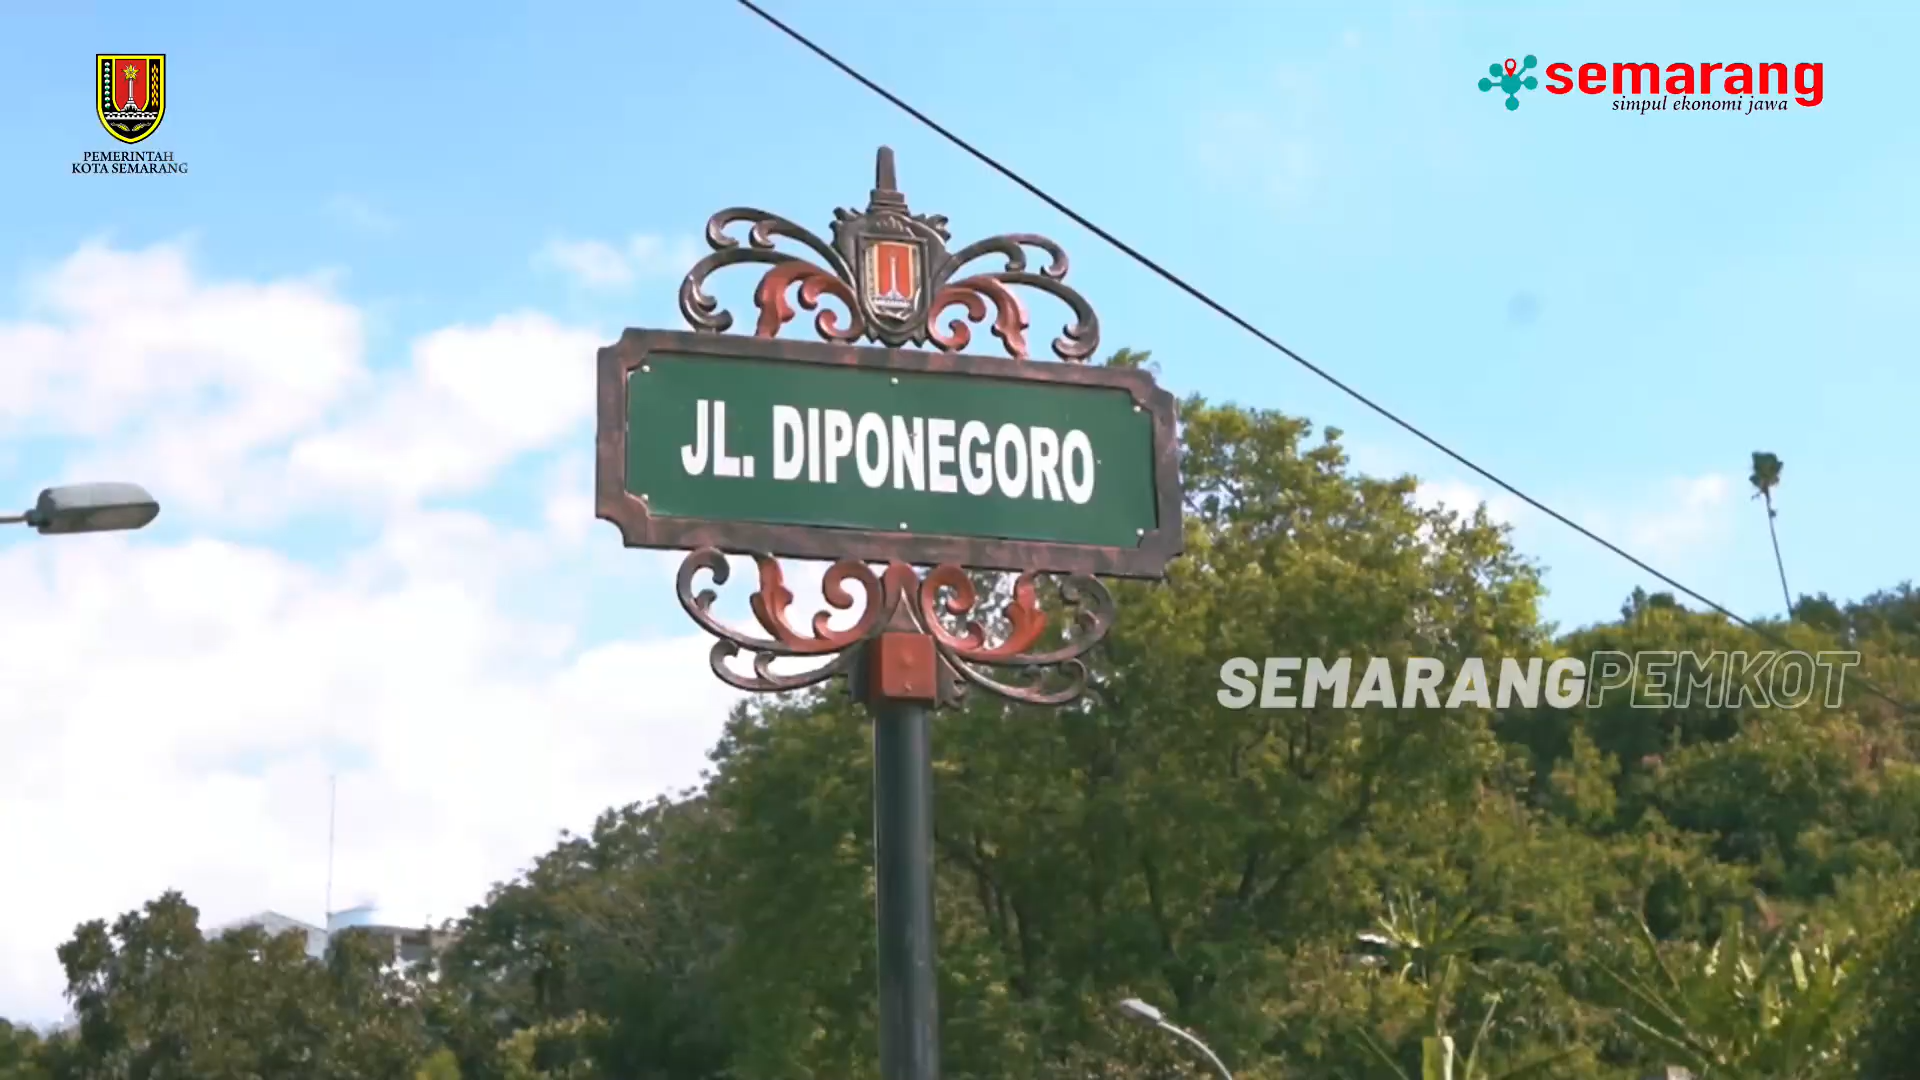 PEMERINTAH
KOTA SEMARANG
semarang
simpul ekonomi jawa
JL. DIPONEGORO
SEMARANGPEMKOT